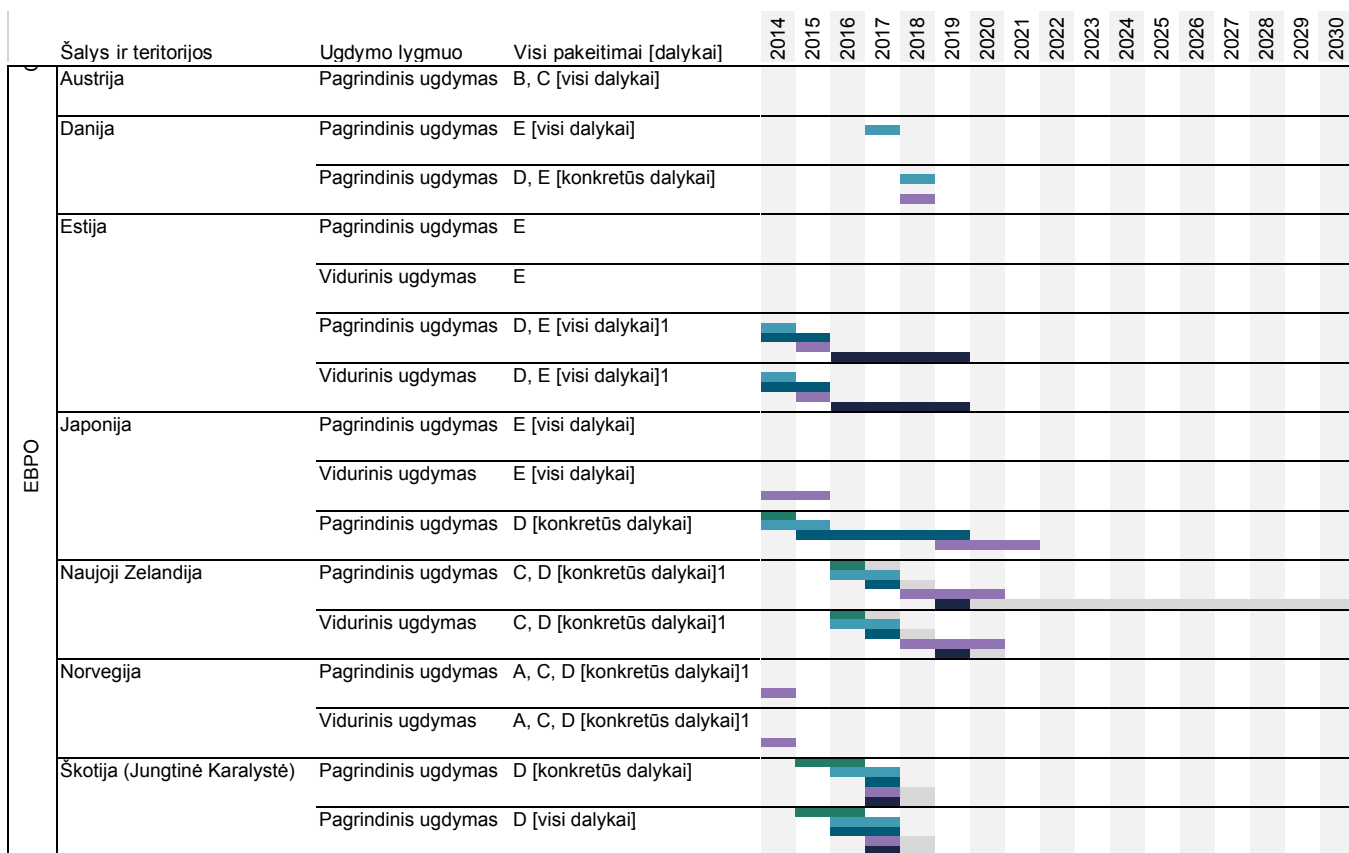 Šalys ir teritorijos Ugdymo lygmuo Visi pakeitimai [dalykai] 2014 2015 2016 2017 2018 2019 2020 2021 2022 2023 2024 2025 2026 2027 2028 2029 2030
Austrija Pagrindinis ugdymas B, C [visi dalykai]
Danija Pagrindinis ugdymas E [visi dalykai]
Pagrindinis ugdymas D, E [konkretūs dalykai]
Estija Pagrindinis ugdymas E
Vidurinis ugdymas E
Pagrindinis ugdymas D, E [visi dalykai]1
Vidurinis ugdymas D, E [visi dalykai]1
Japonija Pagrindinis ugdymas E [visi dalykai]
EBPO
Vidurinis ugdymas E [visi dalykai]
Pagrindinis ugdymas D [konkretūs dalykai]
Naujoji Zelandija Pagrindinis ugdymas C, D [konkretūs dalykai]1
Vidurinis ugdymas C, D [konkretūs dalykai]1
Norvegija Pagrindinis ugdymas A, C, D [konkretūs dalykai]1
Vidurinis ugdymas A, C, D [konkretūs dalykai]1
Škotija (Jungtinė Karalystė) Pagrindinis ugdymas D [konkretūs dalykai]
Pagrindinis ugdymas D [visi dalykai]